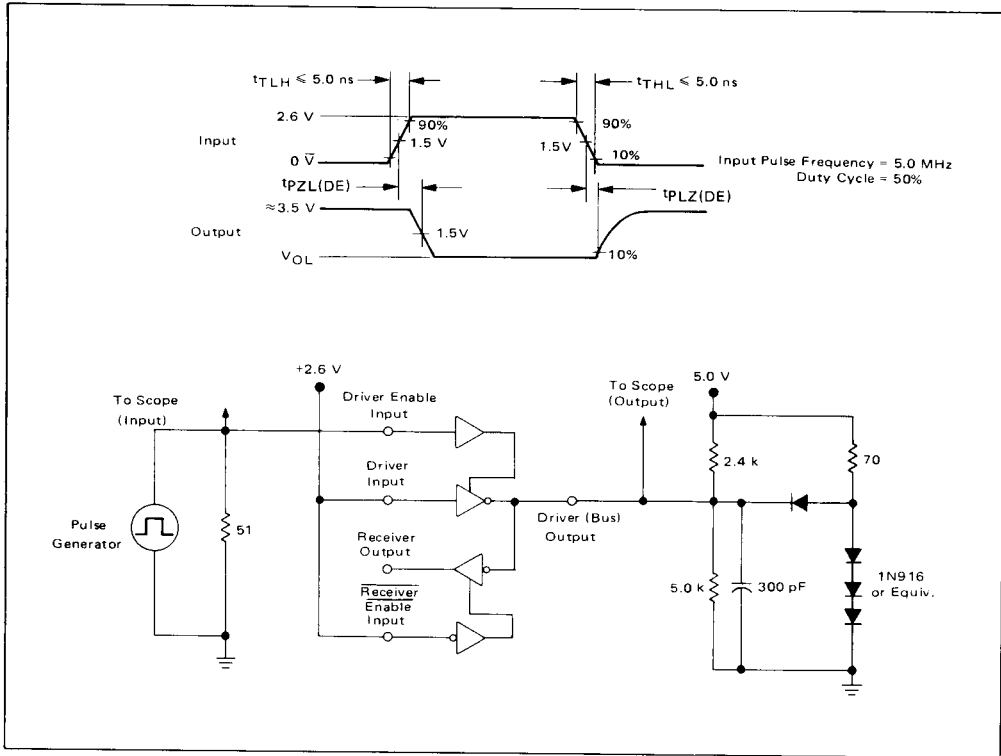 tTLH ≤ 5.0 ns
tTHL ≤ 5.0 ns
2.6 V
90%
90%
Input
1.5 V
1.5V
0 V
10%
Input Pulse Frequency = 5.0 MHz
Duty Cycle = 50%
tPZL(DE)
tPLZ(DE)
≈3.5 V
Output
1.5V
VOL
10%
+2.6 V
5.0 V
To Scope
(Input)
Driver Enable
Input
To Scope
(Output)
2.4 k
70
Driver
Input
Pulse
Generator
51
Driver (Bus)
Output
Receiver
Output
5.0 k
300 pF
1N916
or Equiv.
Receiver
Enable
Input